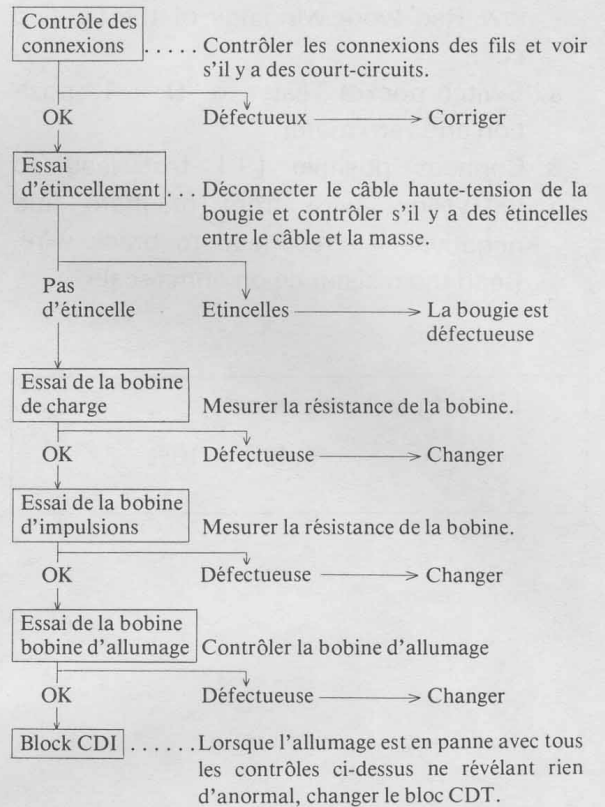 Contrôle des
connexions ..... Contrôler les connexions des fils et voir
s'il y a des court-circuits.
OK Défectueux Corriger
Essai
d'étincellement ... Déconnecter le câble haute-tension de la
bougie et contrôler s'il y a des étincelles
entre le câble et la masse.
Pas
d'étincelle Etincelles La bougie est
défectueuse
Essai de la bobine
de charge Mesurer la résistance de la bobine.
OK Défectueuse Changer
Essai de la bobine
d'impulsions Mesurer la résistance de la bobine.
OK Défectueuse Changer
Essai de la bobine
bobine d'allumage Contrôler la bobine d'allumage
OK Défectueuse Changer
Block CDI ...... Lorsque l'allumage est en panne avec tous
les contrôles ci-dessus ne révélant rien
d'anormal, changer le bloc CDT.